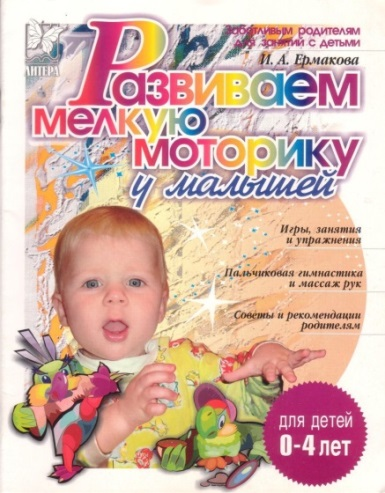 ЛИТЕРА
Заботливым родителям
для занятий с детьми
И. А. Ермакова
Развиваем
мелкую
моторику
у малышей
Игры, занятия
и упражнения
Пальчиковая гимнастика
и массаж рук
Советы и рекомендации
родителям
для детей
0-4 лет